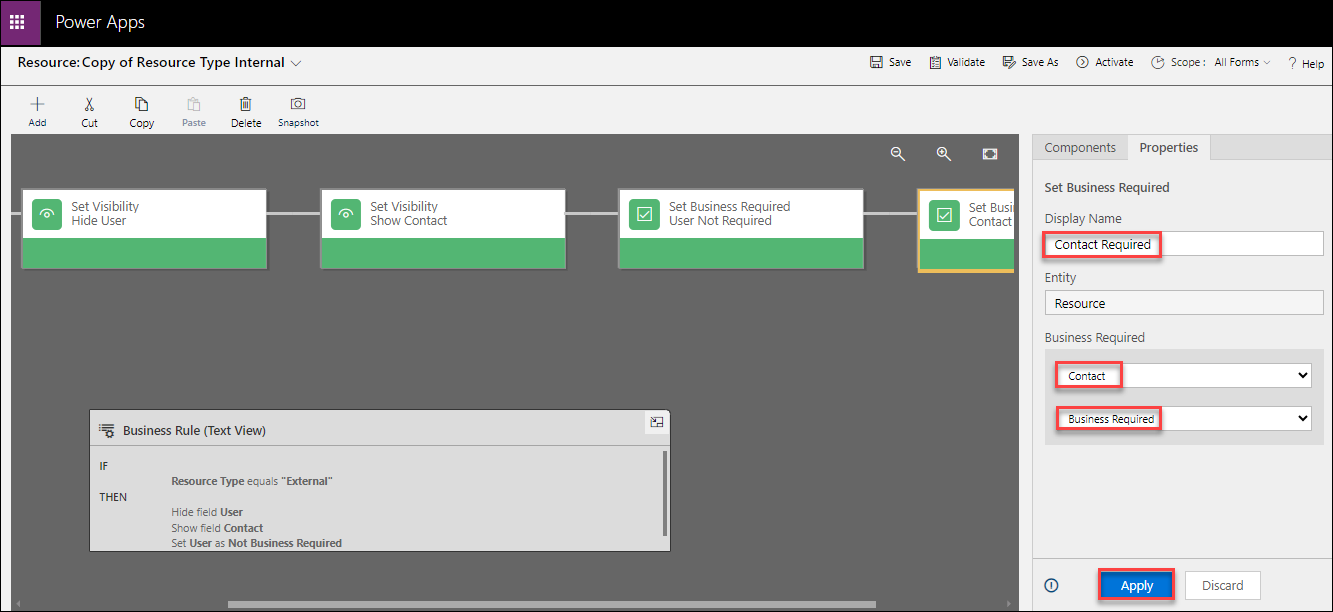 Power Apps
Resource: Copy of Resource Type Internal
Save
Validate
Save As
Activate
Scope :
All Forms
? Help
Add
Cut
Copy
Paste
Delete
Snapshot
Set Visibility
Hide User
Set Visibility
Show Contact
Set Business Required
User Not Required
Set Busi
Contact
Business Rule (Text View)
IF
Resource Type equals "External"
THEN
Hide field User
Show field Contact
Set User as Not Business Required
Components
Properties
Set Business Required
Display Name
Contact Required
Entity
Resource
Business Required
Contact
Business Required
Apply
Discard